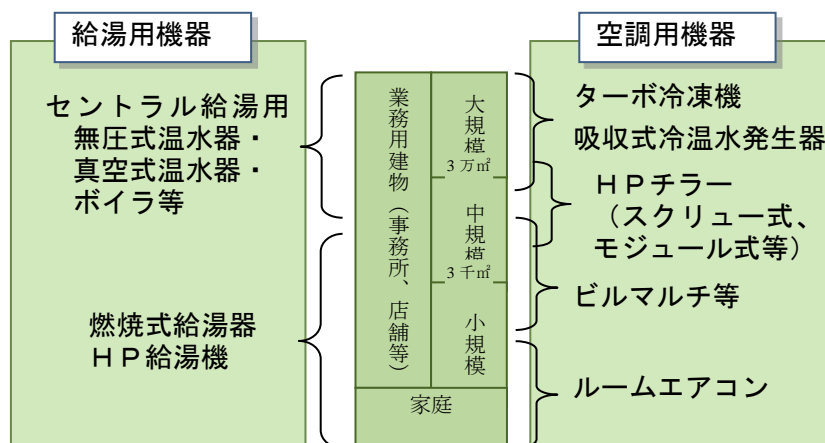 給湯用機器
セントラル給湯用
無圧式温水器・
真空式温水器・
ボイラ等
燃焼式給湯器
ＨＰ給湯機
業務用建物（事務所、店舗等）
大規模
3万㎡
中規模
3千㎡
小規模
家庭
空調用機器
ターボ冷凍機
吸収式冷温水発生器
ＨＰチラー
（スクリュー式、
モジュール式等）
ビルマルチ等
ルームエアコン